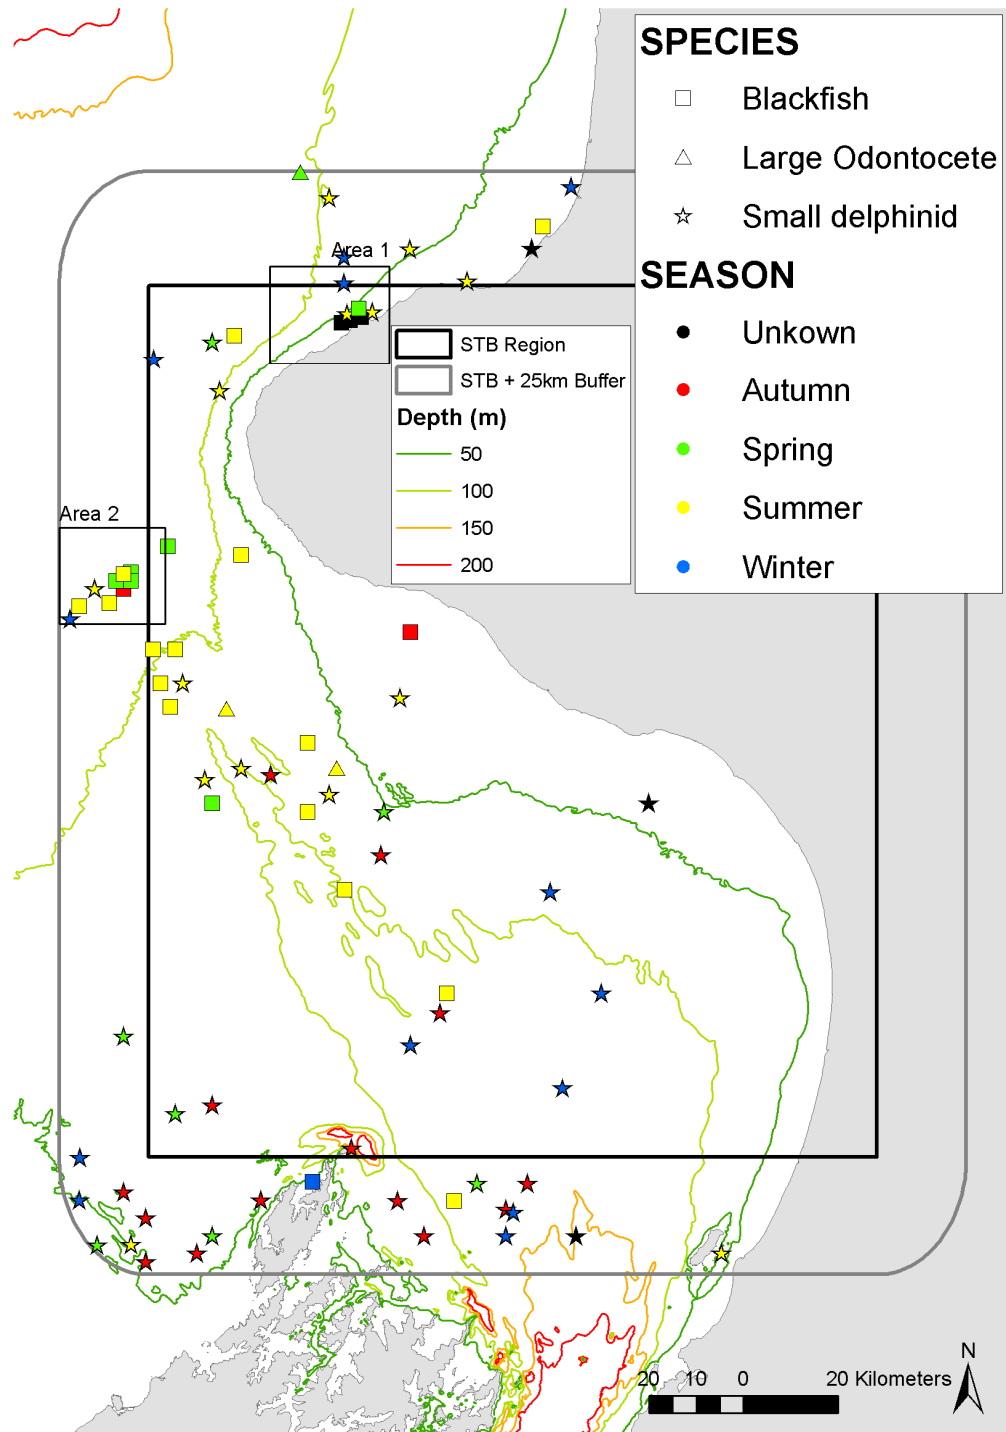 SPECIES
Blackfish
Large Odontocete
Small delphinid
SEASON
Unkown
Autumn
Spring
Summer
Winter
Area 1
STB Region
STB + 25km Buffer
Depth (m)
50
100
150
200
Area 2
N
20 10 0 20 Kilometers